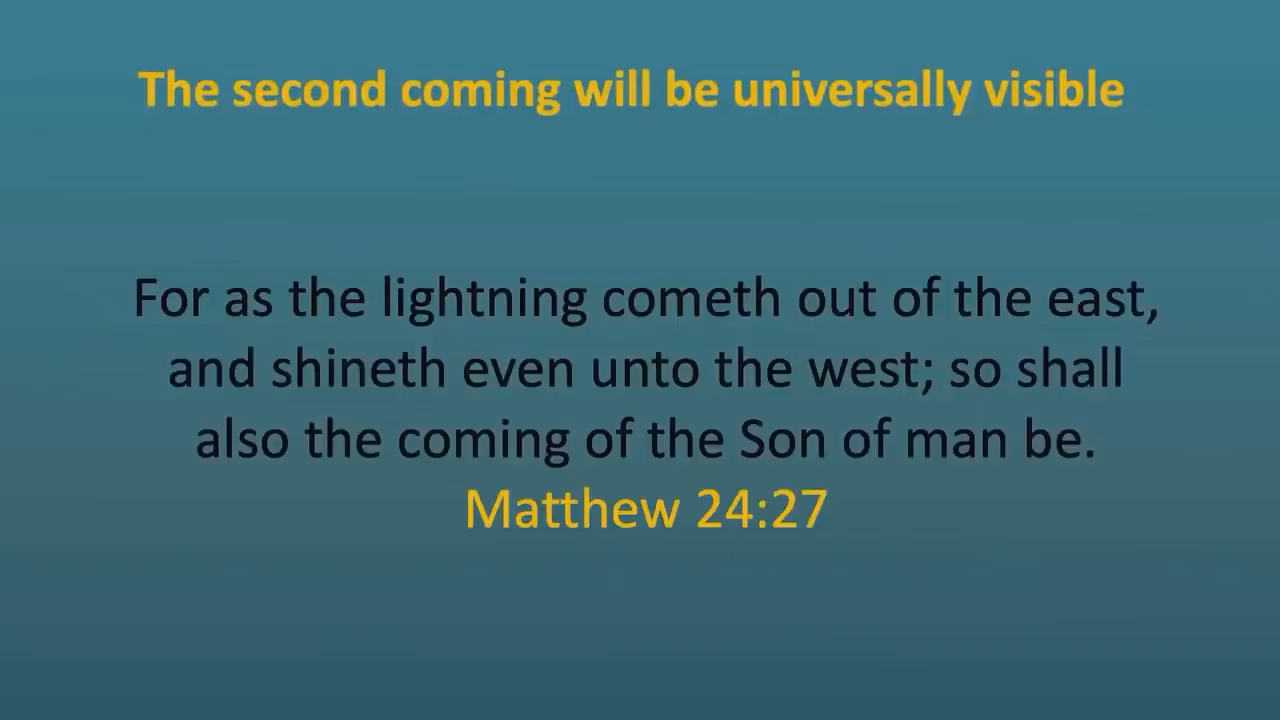 The second coming will be universally visible
For as the lightning cometh out of the east,
and shineth even unto the west; so shall
also the coming of the Son of man be.
Matthew 24:27